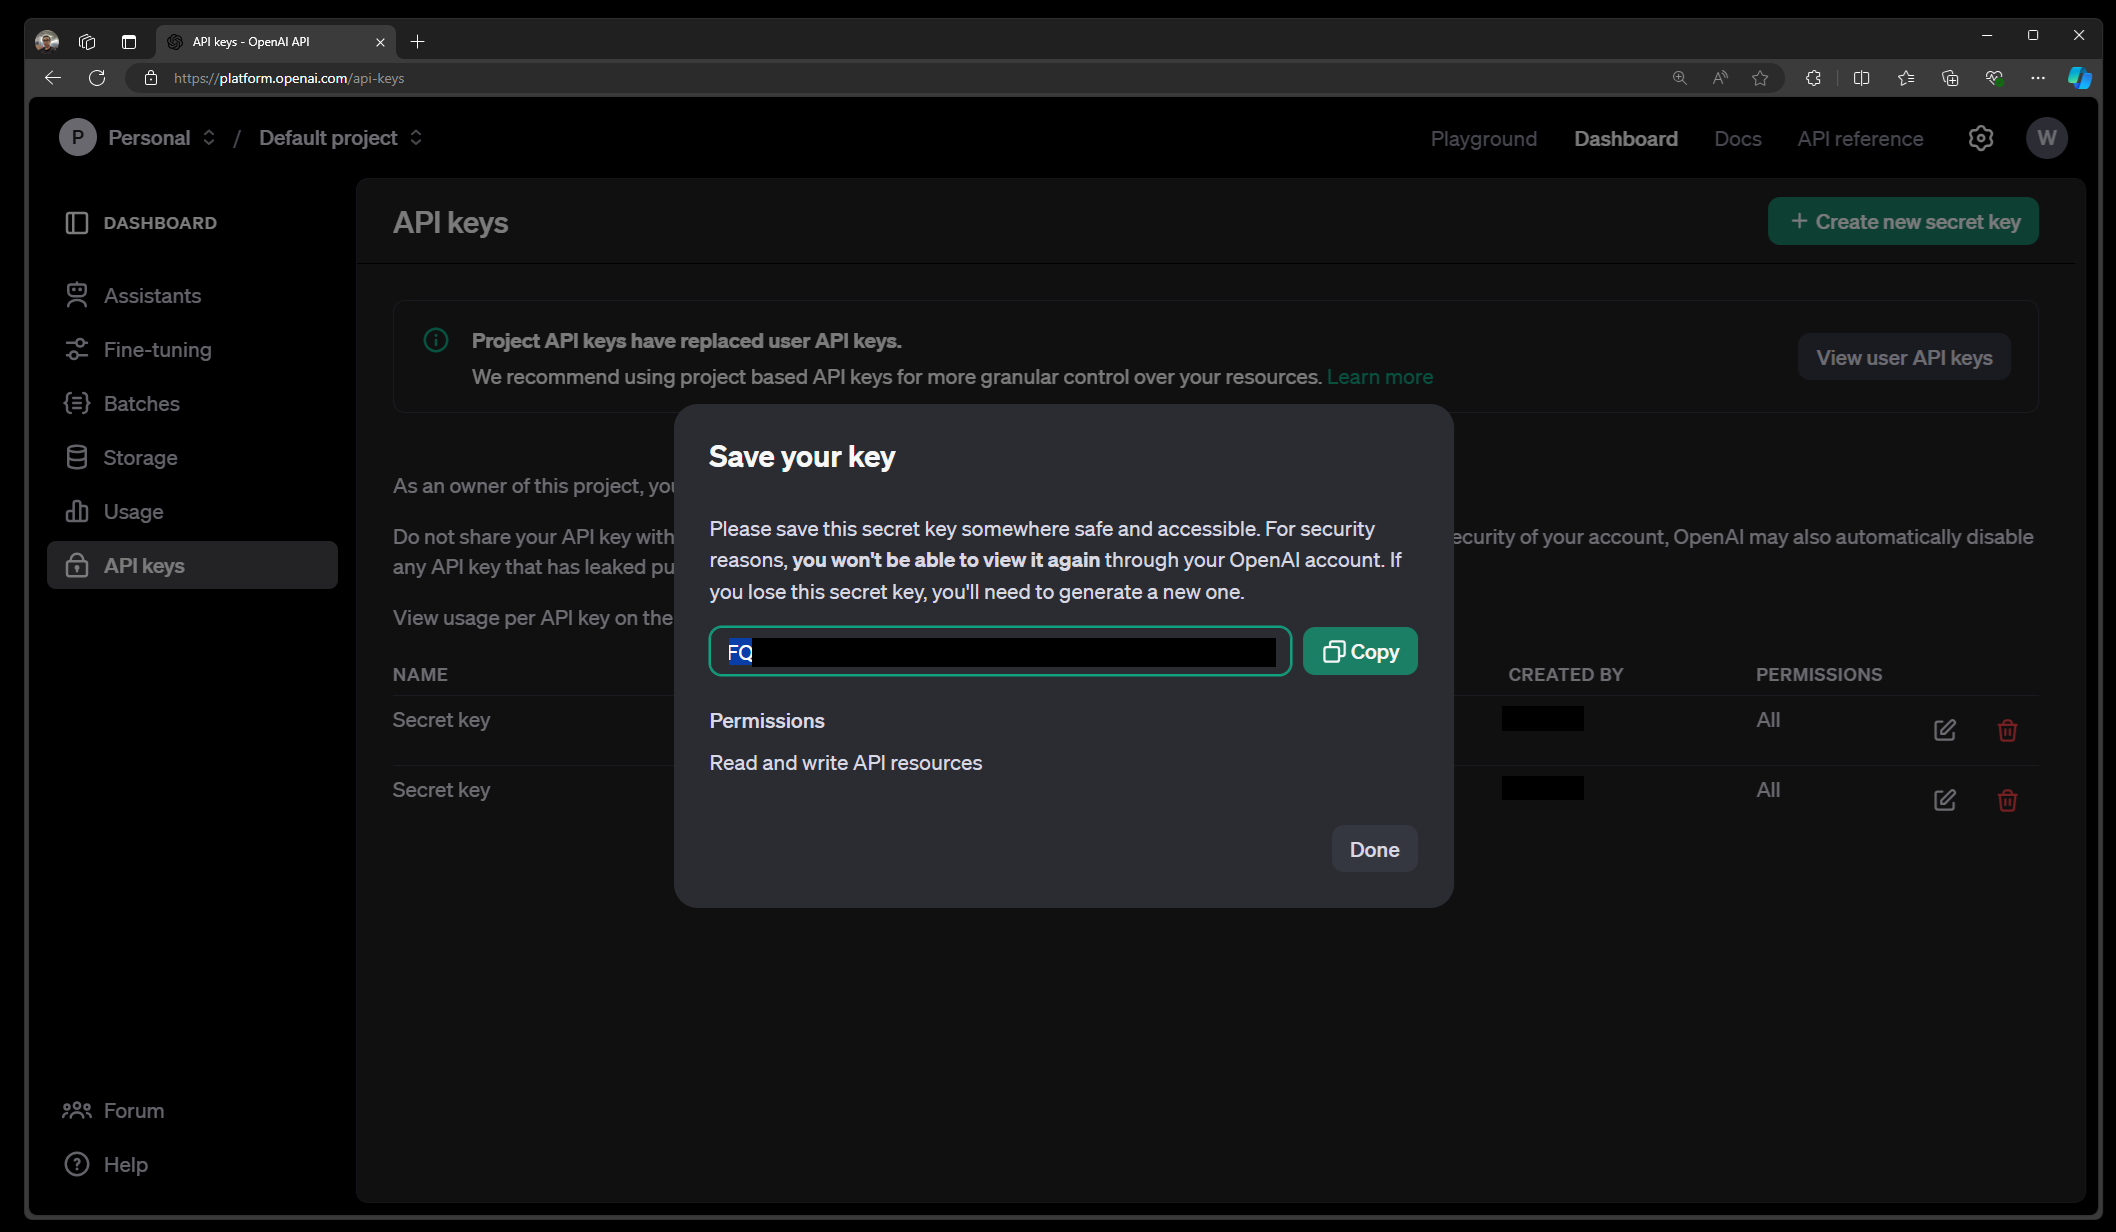 API keys - OpenAI API
https://platform.openai.com/api-keys
P Personal / Default project
Playground Dashboard Docs API reference W
DASHBOARD
Assistants
Fine-tuning
Batches
Storage
Usage
API keys
Forum
Help
API keys
+ Create new secret key
Project API keys have replaced user API keys.
We recommend using project based API keys for more granular control over your resources. Learn more
View user API keys
As an owner of this project, you
Do not share your API key with
ecurity of your account, OpenAI may also automatically disable
any API key that has leaked pu
View usage per API key on the
NAME CREATED BY PERMISSIONS
Secret key All
Secret key All
Save your key
Please save this secret key somewhere safe and accessible. For security
reasons, you won't be able to view it again through your OpenAI account. If
you lose this secret key, you'll need to generate a new one.
FQ
Copy
Permissions
Read and write API resources
Done